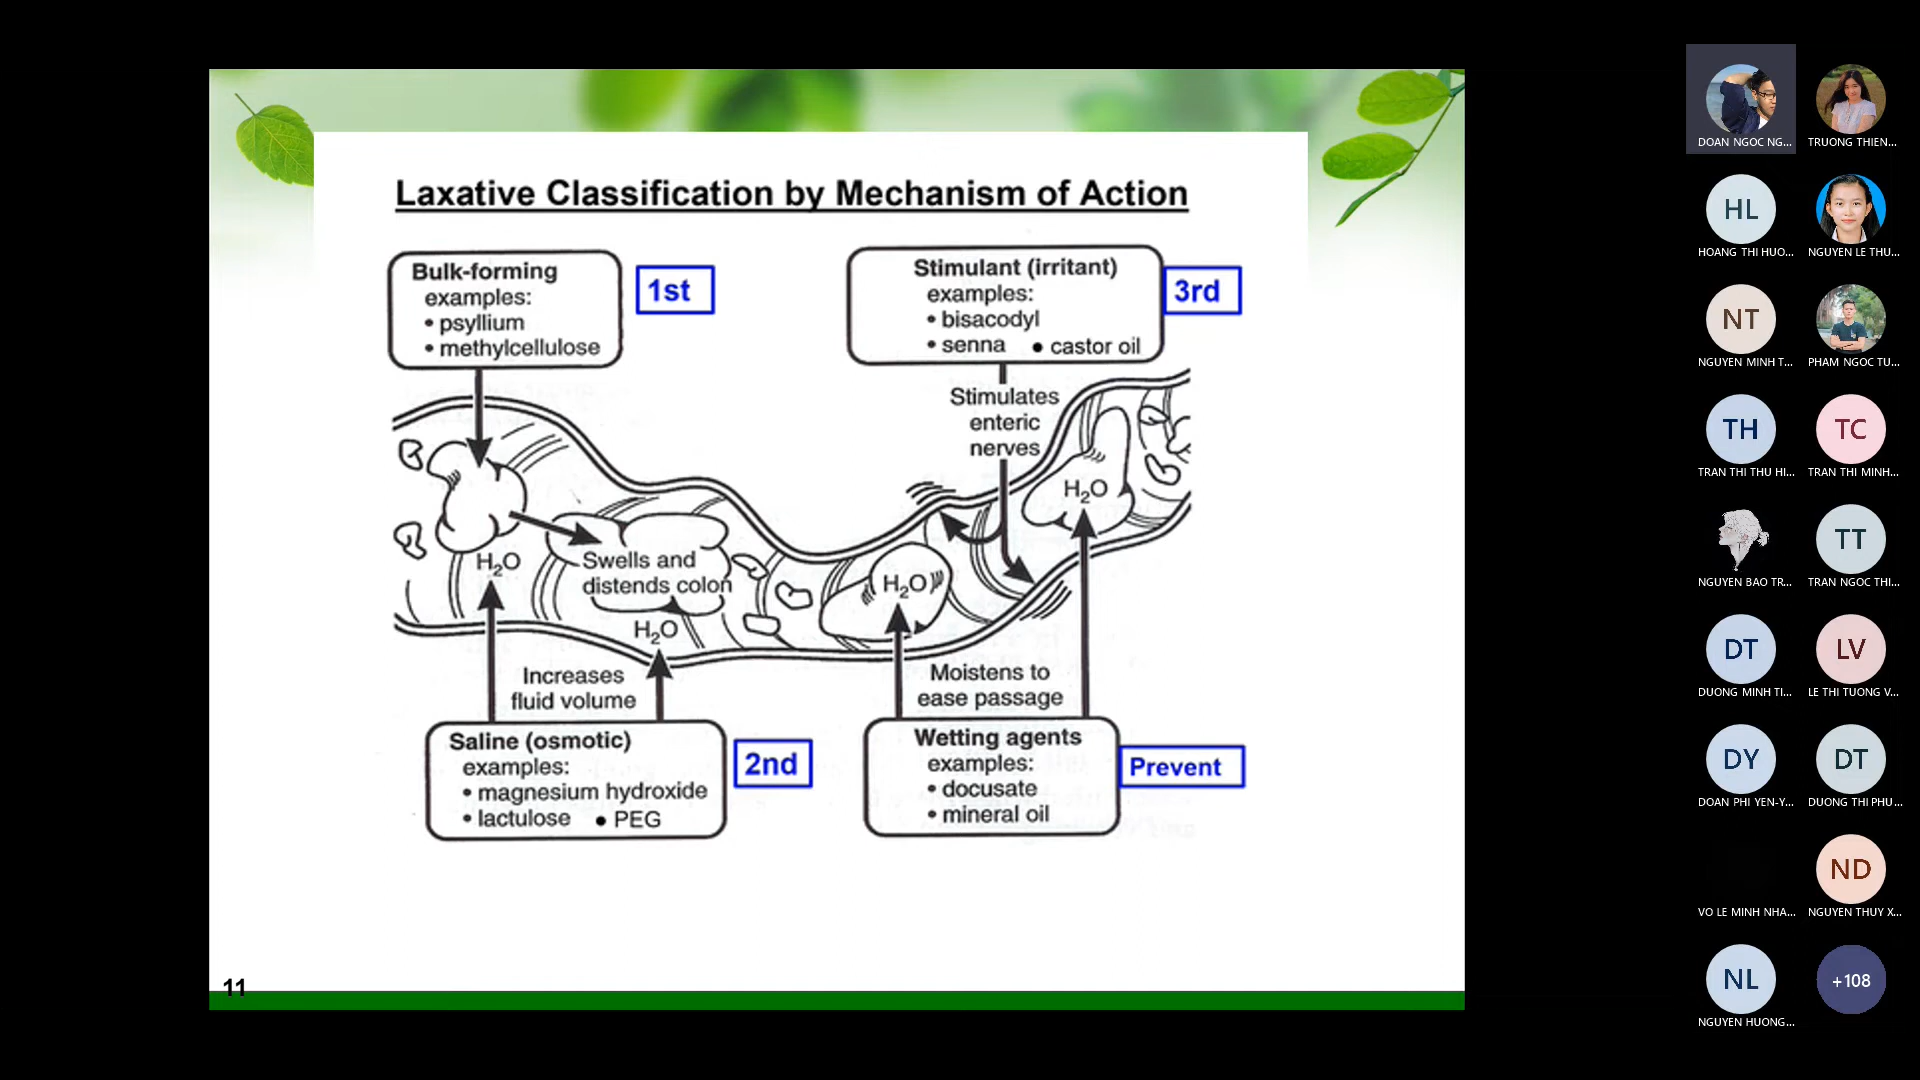 Laxative Classification by Mechanism of Action
Bulk-forming
examples:
• psyllium
• methylcellulose
1st
Stimulant (irritant)
examples:
• bisacodyl
• senna • castor oil
3rd
Stimulates
enteric
nerves
H₂O
H₂O
Swells and
distends colon
H₂O
H₂O
Increases
fluid volume
Moistens to
ease passage
Saline (osmotic)
examples:
• magnesium hydroxide
• lactulose • PEG
2nd
Wetting agents
examples:
• docusate
• mineral oil
Prevent
11
DOAN NGOC NG...
TRUONG THIEN...
HL
HOANG THI HUO...
NGUYEN LE THU...
NT
NGUYEN MINH T...
PHAM NGOC TU...
TH
TRAN THI THU HI...
TC
TRAN THI MINH...
NGUYEN BAO TR...
TT
TRAN NGOC THI...
DT
DUONG MINH TI...
LV
LE THI TUONG V...
DY
DOAN PHI YEN-Y...
DT
DUONG THI PHU...
VO LE MINH NHA...
ND
NGUYEN THUY X...
NL
NGUYEN HUONG...
+108